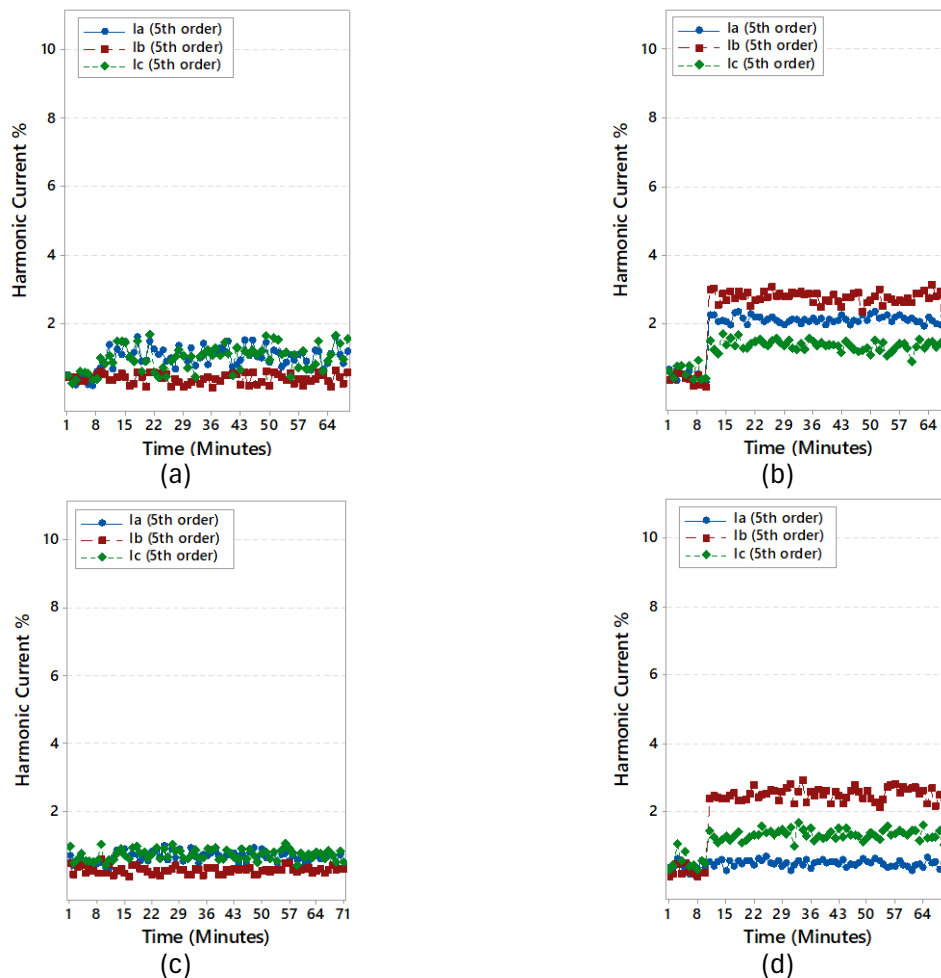 Ia (5th order)
Ib (5th order)
Ic (5th order)
Harmonic Current %
10
8
6
4
2
1 8 15 22 29 36 43 50 57 64
Time (Minutes)
(a)
Ia (5th order)
Ib (5th order)
Ic (5th order)
Harmonic Current %
10
8
6
4
2
1 8 15 22 29 36 43 50 57 64
Time (Minutes)
(b)
Ia (5th order)
Ib (5th order)
Ic (5th order)
Harmonic Current %
10
8
6
4
2
1 8 15 22 29 36 43 50 57 64 71
Time (Minutes)
(c)
Ia (5th order)
Ib (5th order)
Ic (5th order)
Harmonic Current %
10
8
6
4
2
1 8 15 22 29 36 43 50 57 64
Time (Minutes)
(d)